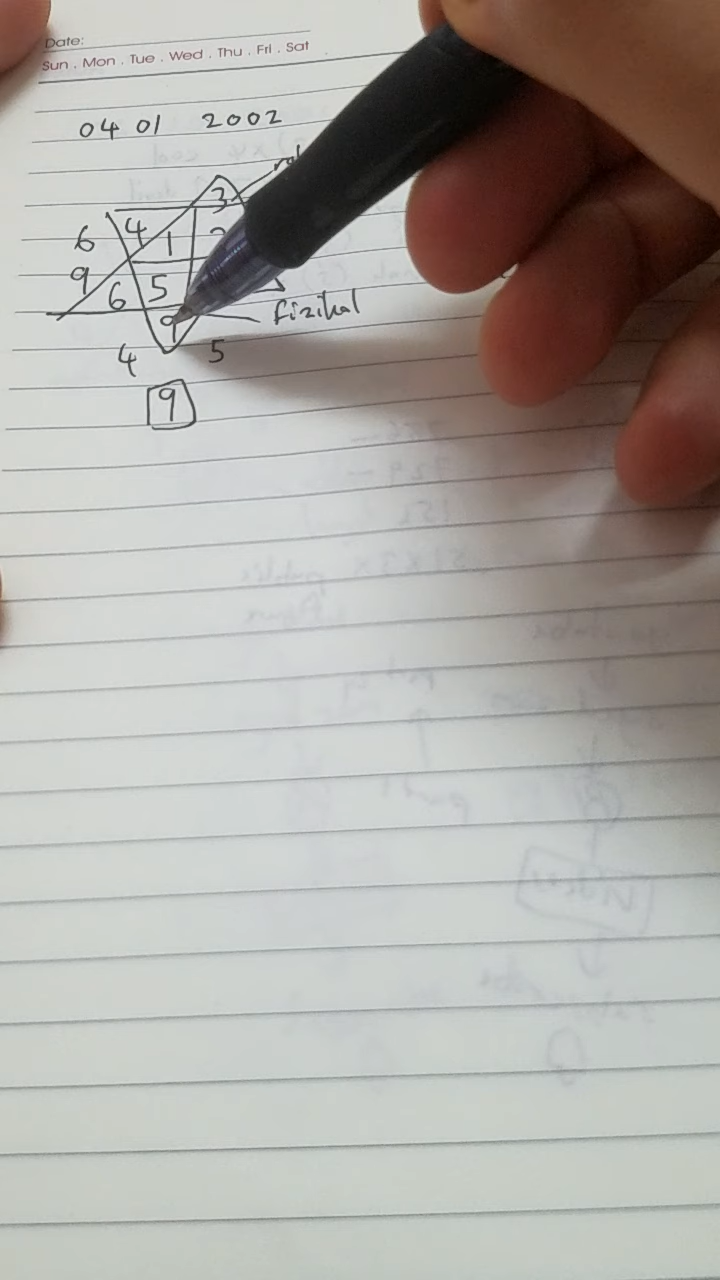 Date:
Sun . Mon . Tue . Wed . Thu . Fri . Sat
04 01 2002
3
6 4 1
9 6 5
9 fizikal
4 5
9